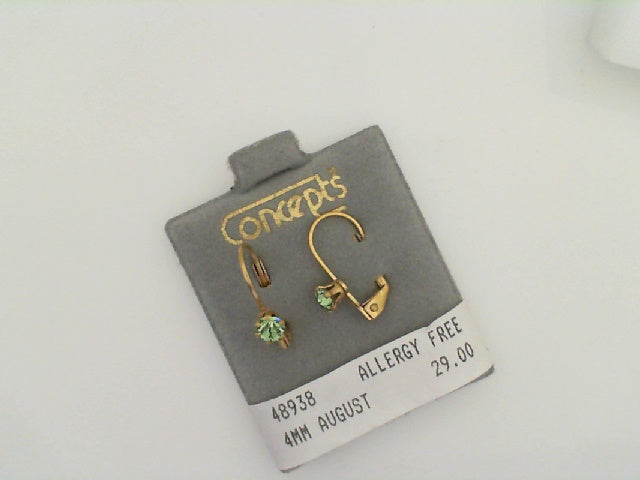 Concepts
48938 ALLERGY FREE
4MM AUGUST 29.00